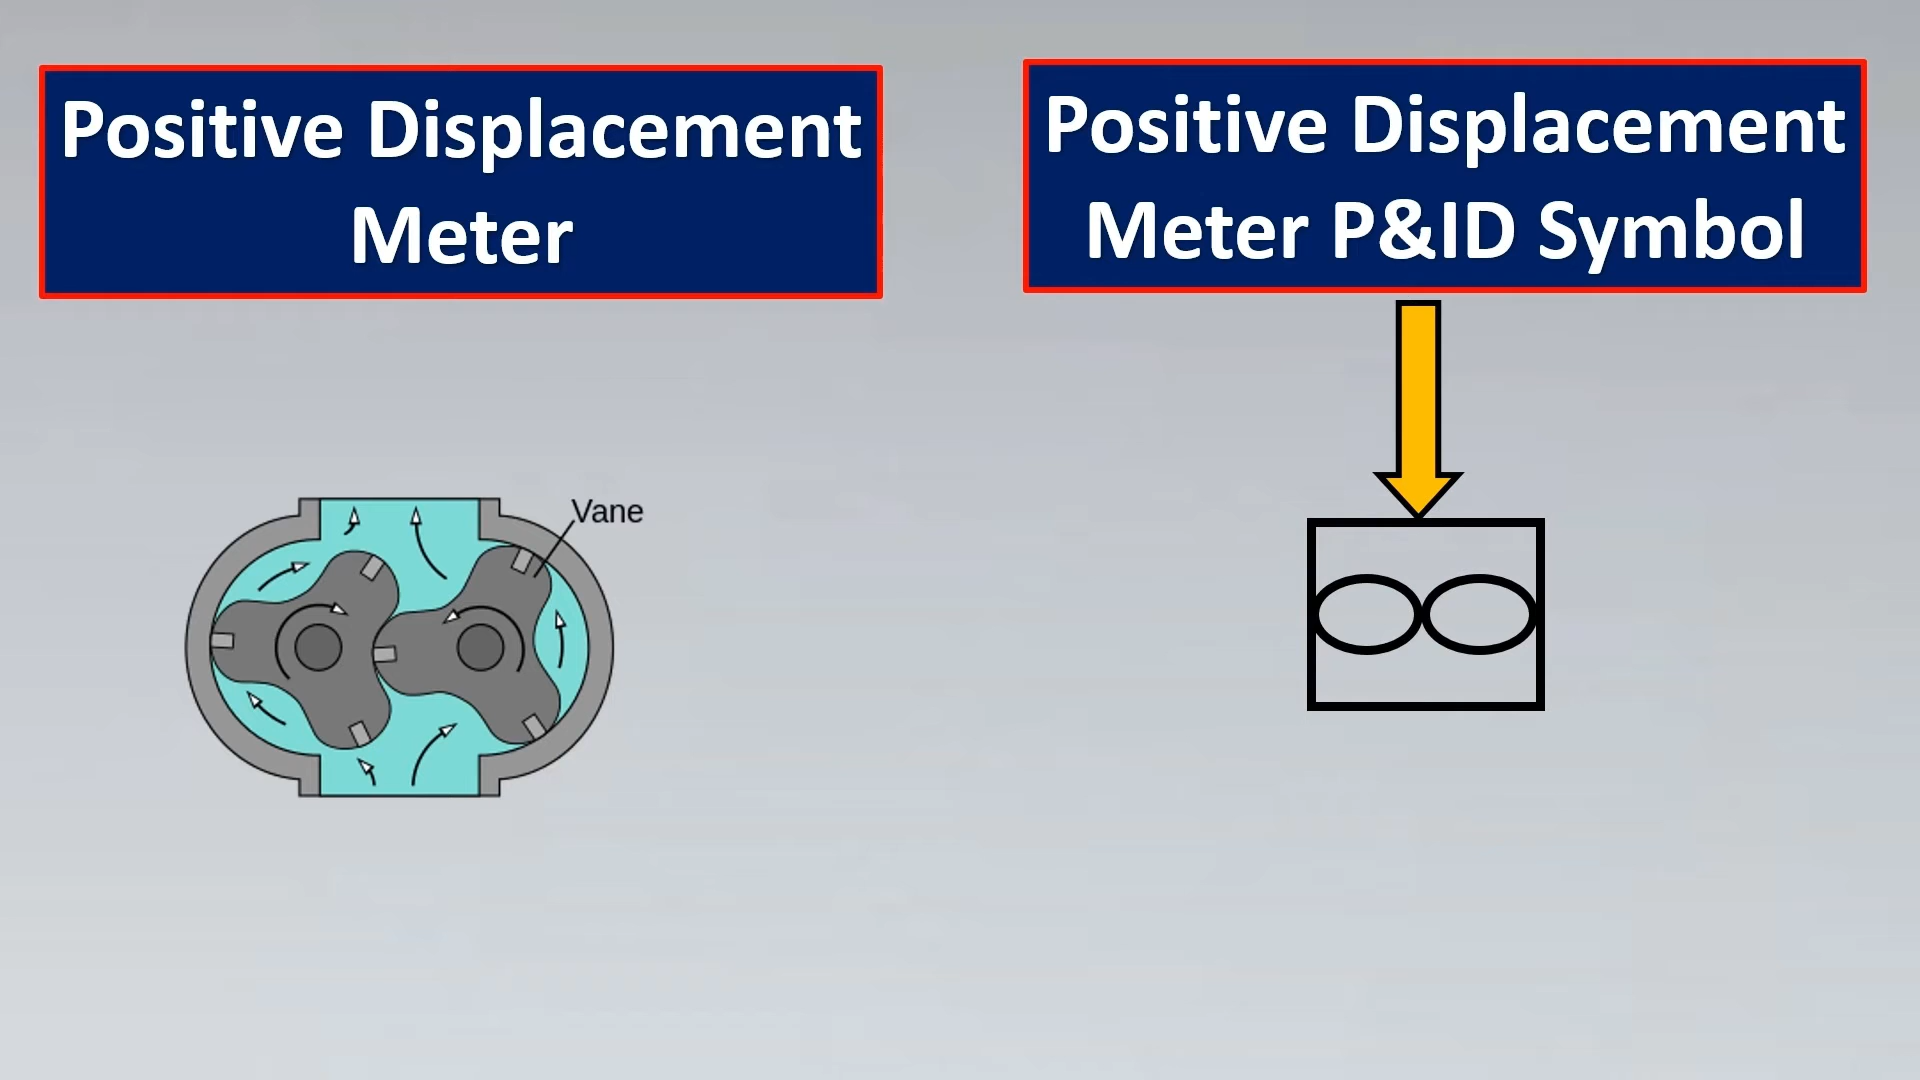 Positive Displacement
Meter
Positive Displacement
Meter P&ID Symbol
Vane